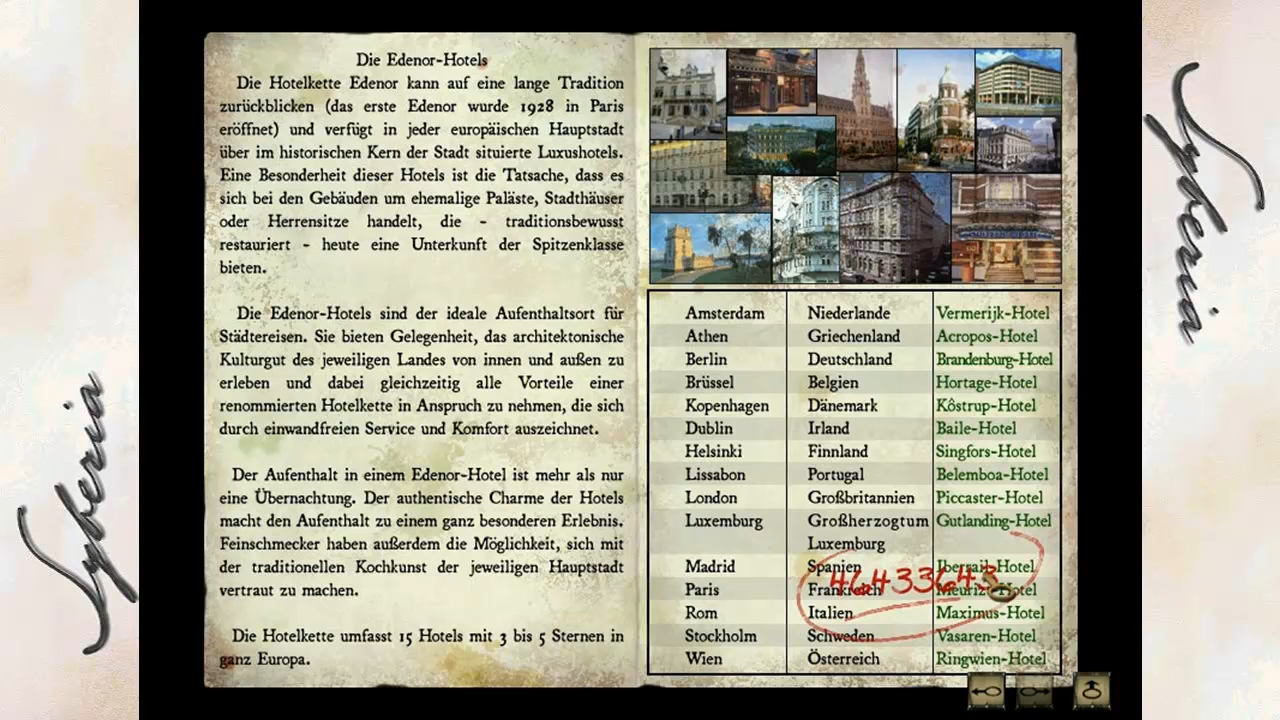 Syberia
Die Edenor-Hotels
Die Hotelkette Edenor kann auf eine lange Tradition
zurückblicken (das erste Edenor wurde 1928 in Paris
eröffnet) und verfügt in jeder europäischen Hauptstadt
über im historischen Kern der Stadt situierte Luxushotels.
Eine Besonderheit dieser Hotels ist die Tatsache, dass es
sich bei den Gebäuden um ehemalige Paläste, Stadthäuser
oder Herrensitze handelt, die - traditionsbewusst
restauriert - heute eine Unterkunft der Spitzenklasse
bieten.
Die Edenor-Hotels sind der ideale Aufenthaltsort für
Städtereisen. Sie bieten Gelegenheit, das architektonische
Kulturgut des jeweiligen Landes von innen und außen zu
erleben und dabei gleichzeitig alle Vorteile einer
renommierten Hotelkette in Anspruch zu nehmen, die sich
durch einwandfreien Service und Komfort auszeichnet.
Der Aufenthalt in einem Edenor-Hotel ist mehr als nur
eine Übernachtung. Der authentische Charme der Hotels
macht den Aufenthalt zu einem ganz besonderen Erlebnis.
Feinschmecker haben außerdem die Möglichkeit, sich mit
der traditionellen Kochkunst der jeweiligen Hauptstadt
vertraut zu machen.
Die Hotelkette umfasst 15 Hotels mit 3 bis 5 Sternen in
ganz Europa.
Amsterdam Niederlande Vermerijk-Hotel
Athen Griechenland Acropos-Hotel
Berlin Deutschland Brandenburg-Hotel
Brüssel Belgien Hortage-Hotel
Kopenhagen Dänemark Kôstrup-Hotel
Dublin Irland Baile-Hotel
Helsinki Finnland Singfors-Hotel
Lissabon Portugal Belemboa-Hotel
London Großbritannien Piccaster-Hotel
Luxemburg Großherzogtum Gutlanding-Hotel
Luxemburg
Madrid Spanien
Paris Frankreich
Rom Italien Maximus-Hotel
Stockholm Schweden Vasaren-Hotel
Wien Österreich Ringwien-Hotel
Syberia